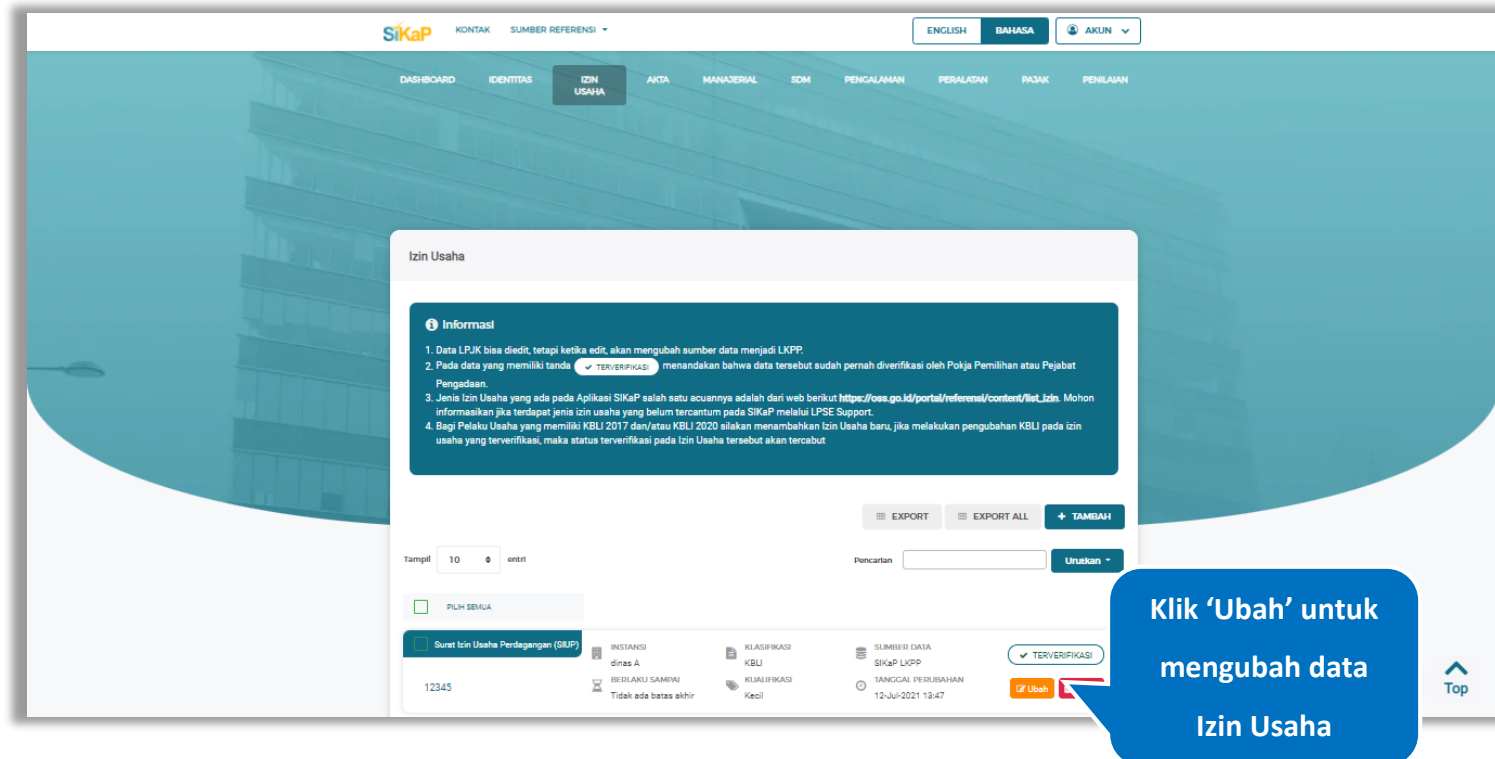 SiKaP KONTAK SUMBER REFERENSI ENGLISH BAHASA AKUN
DASHBOARD IDENTITAS IZIN USAHA AKTA MANAJERIAL SDM PENGALAMAN PERALATAN PAJAK PENILAIAN
Izin Usaha
Informasi
1. Data LPJK bisa diedit, tetapi ketika edit, akan mengubah sumber data menjadi LKPP.
2. Pada data yang memiliki tanda TERVERIFIKASI menandakan bahwa data tersebut sudah pernah diverifikasi oleh Pokja Pemilihan atau Pejabat
Pengadaan.
3. Jenis Izin Usaha yang ada pada Aplikasi SIKaP salah satu acuannya adalah dari web berikut https://oss.go.id/portal/referensi/content/list_izin. Mohon
informasikan jika terdapat jenis izin usaha yang belum tercantum pada SIKaP melalui LPSE Support.
4. Bagi Pelaku Usaha yang memiliki KBLI 2017 dan/atau KBLI 2020 silakan menambahkan Izin Usaha baru, jika melakukan pengubahan KBLI pada izin
usaha yang terverifikasi, maka status terverifikasi pada Izin Usaha tersebut akan tercabut
EXPORT EXPORT ALL + TAMBAH
Tampil 10 entri Pencarian Urutkan
PILIH SEMUA
Surat Izin Usaha Perdagangan (SIUP)
12345
INSTANSI
dinas A
BERLAKU SAMPAI
Tidak ada batas akhir
KLASIFIKASI
KBLI
KUALIFIKASI
Kecil
SUMBER DATA
SIKaP LKPP
TANGGAL PERUBAHAN
12-Jul-2021 13:47
TERVERIFIKASI
Ubah
Klik ‘Ubah’ untuk
mengubah data
Izin Usaha
Top